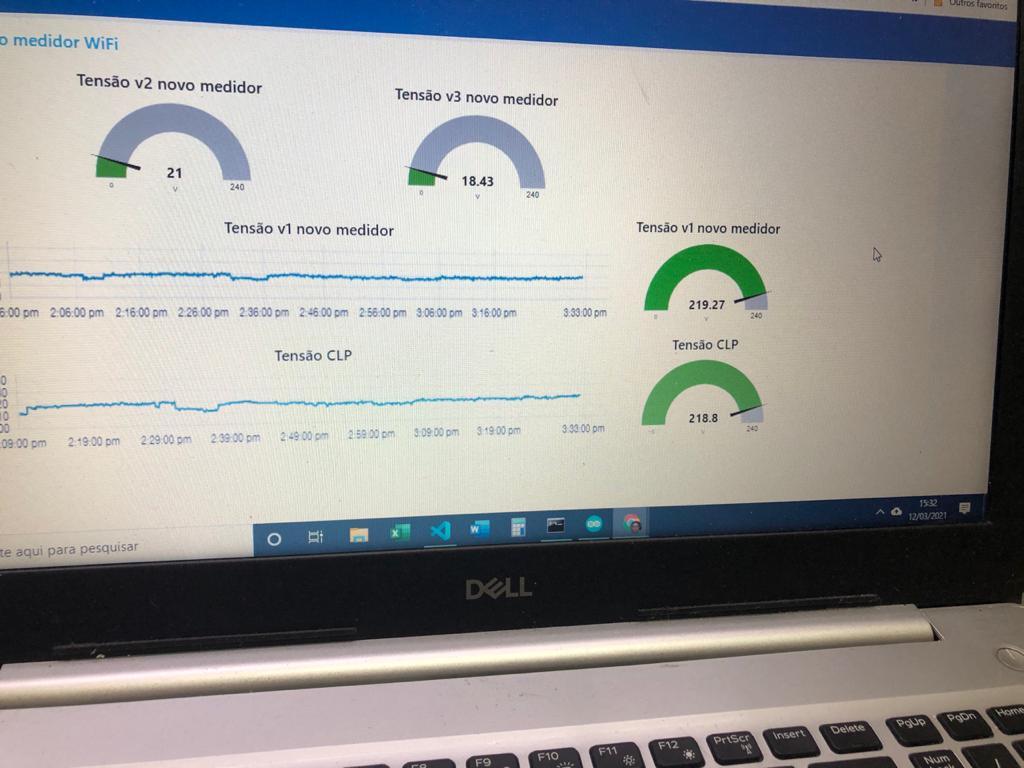 Outros favoritos
o medidor WiFi
Tensão v2 novo medidor
21
v
0
240
Tensão v3 novo medidor
18.43
v
0
240
Tensão v1 novo medidor
6:00 pm 2:06:00 pm 2:16:00 pm 2:26:00 pm 2:36:00 pm 2:46:00 pm 2:56:00 pm 3:06:00 pm 3:16:00 pm 3:33:00 pm
Tensão v1 novo medidor
219.27
v
0
240
Tensão CLP
0
0
20
10
00
:09:00 pm 2:19:00 pm 2:29:00 pm 2:39:00 pm 2:49:00 pm 2:59:00 pm 3:09:00 pm 3:19:00 pm 3:33:00 pm
Tensão CLP
218.8
v
240
te aqui para pesquisar
15:32
12/03/2021
DELL
F8
F9
F10
F11
F12
PrtScr
Insert
Delete
PgUp
PgDn
Home
Num